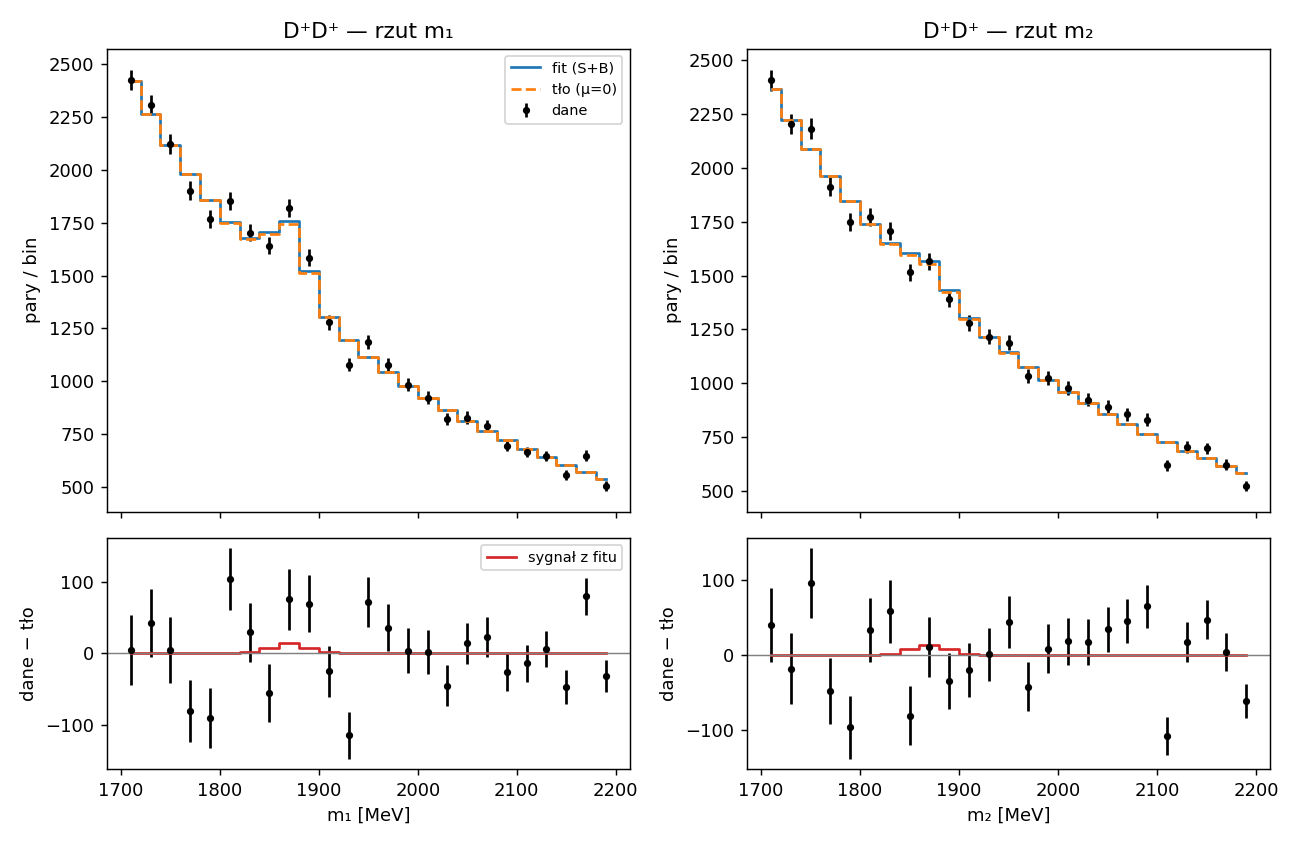 D⁺D⁺ — rzut m₁
2500
2250
2000
1750
1500
1250
1000
750
500
pary / bin
fit (S+B)
tło (μ=0)
dane
D⁺D⁺ — rzut m₂
2500
2250
2000
1750
1500
1250
1000
750
500
pary / bin
100
0
−100
dane − tło
sygnał z fitu
1700 1800 1900 2000 2100 2200
m₁ [MeV]
100
0
−100
dane − tło
1700 1800 1900 2000 2100 2200
m₂ [MeV]